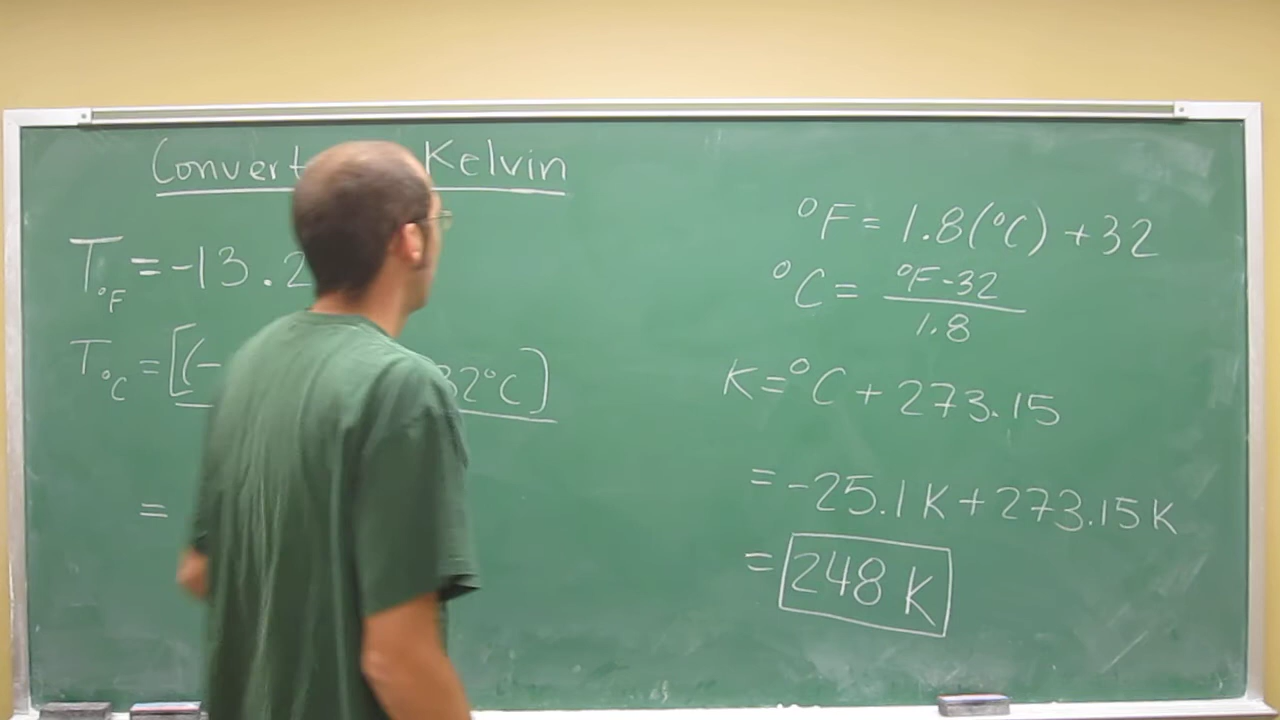 Convert Kelvin
T°F = -13.2
T°C = [(- 32°C)
=
°F = 1.8(°C) + 32
°C = °F-32 / 1.8
K = °C + 273.15
= -25.1 K + 273.15 K
= 248 K